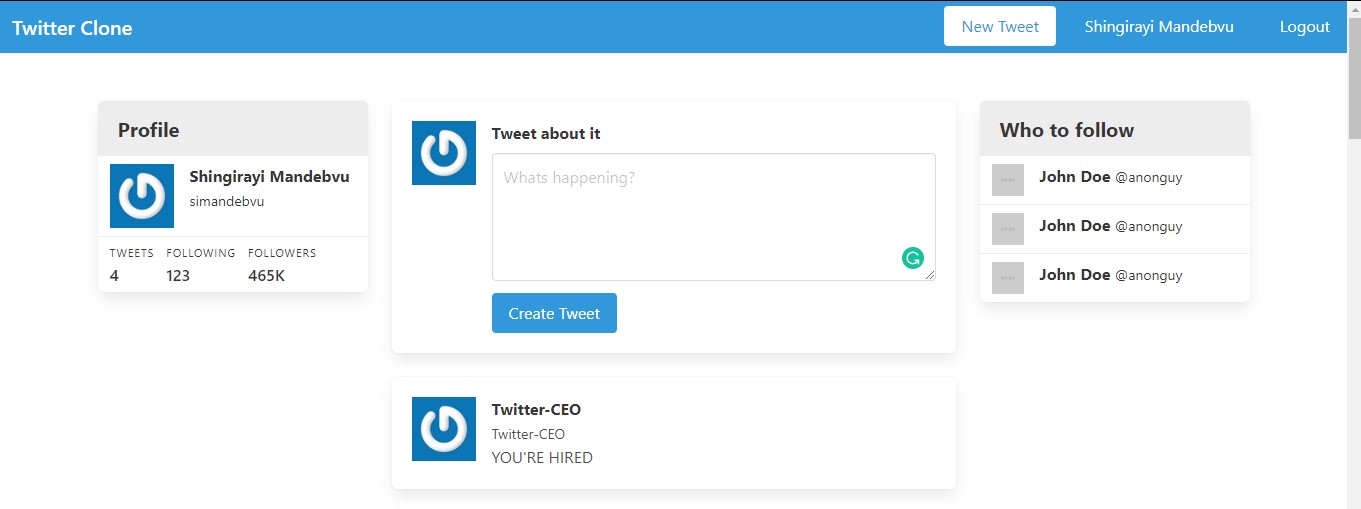 Twitter Clone
New Tweet
Shingirayi Mandebvu
Logout
Profile
Shingirayi Mandebvu
simandebvu
TWEETS FOLLOWING FOLLOWERS
4 123 465K
Tweet about it
Whats happening?
Create Tweet
Twitter-CEO
Twitter-CEO
YOU'RE HIRED
Who to follow
John Doe @anonguy
John Doe @anonguy
John Doe @anonguy